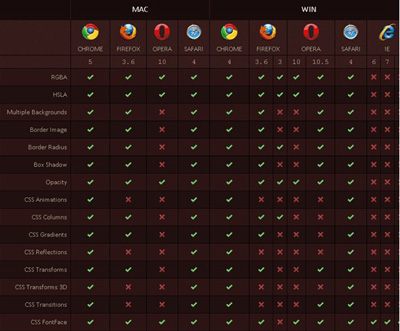 MAC WIN
CHROME FIREFOX OPERA SAFARI CHROME FIREFOX OPERA SAFARI IE
5 3.6 10 4 4 3.6 3 10 10.5 4 6 7
RGBA
HSLA
Multiple Backgrounds
Border Image
Border Radius
Box Shadow
Opacity
CSS Animations
CSS Columns
CSS Gradients
CSS Reflections
CSS Transforms
CSS Transforms 3D
CSS Transitions
CSS FontFace